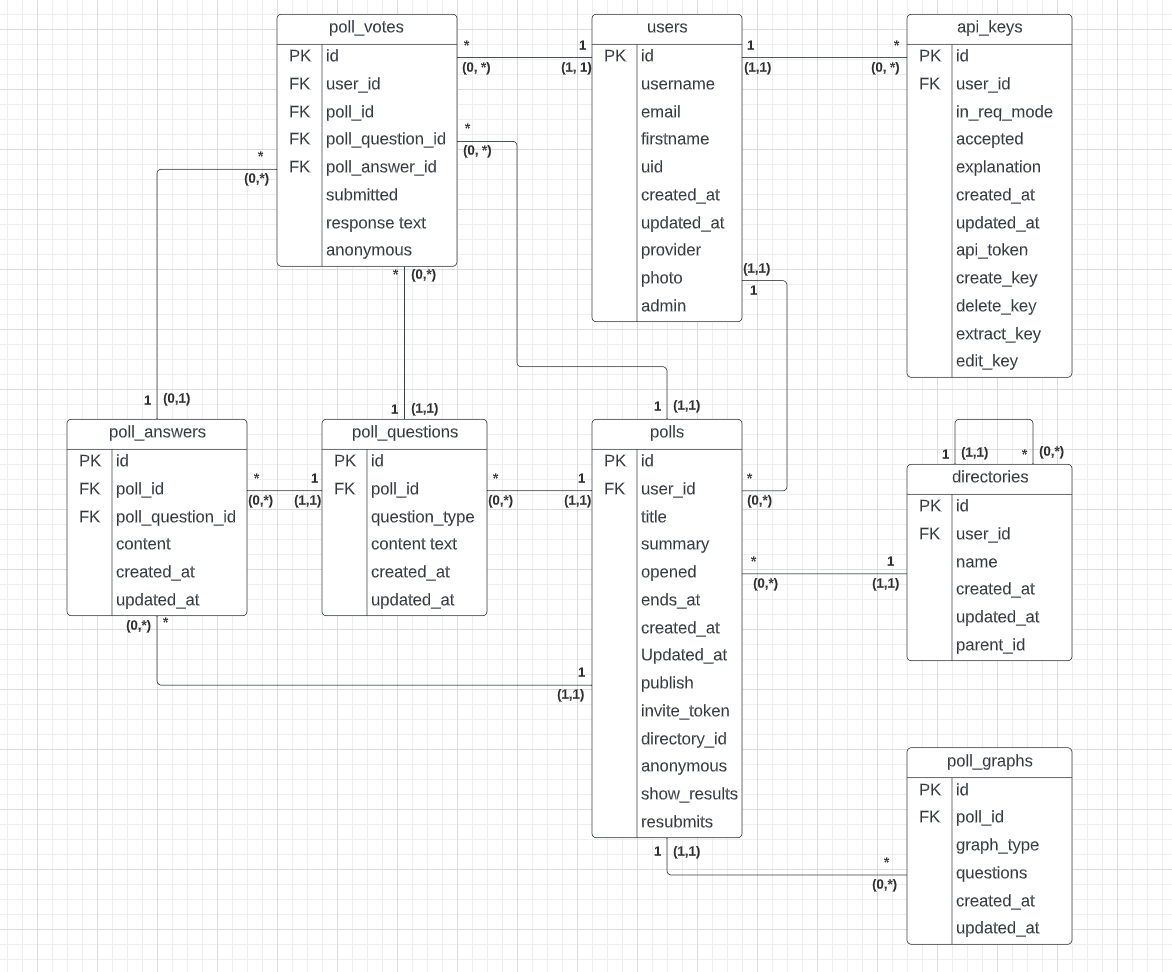 poll_votes
PK id
FK user_id
FK poll_id
FK poll_question_id
FK poll_answer_id
submitted
response text
anonymous
* 1
(0, *) (1, 1)
users
PK id
username
email
firstname
uid
created_at
updated_at
provider
photo
admin
1 *
(1,1) (0, *)
api_keys
PK id
FK user_id
in_req_mode
accepted
explanation
created_at
updated_at
api_token
create_key
delete_key
extract_key
edit_key
*
(0, *)
*
(0,*)
* (0,*)
(1,1)
1
1 (0,1)
1 (1,1)
1 (1,1)
poll_answers
PK id
FK poll_id
FK poll_question_id
content
created_at
updated_at
* 1
(0,*) (1,1)
poll_questions
PK id
FK poll_id
question_type
content text
created_at
updated_at
* 1
(0,*) (1,1)
polls
PK id
FK user_id
title
summary
opened
ends_at
created_at
Updated_at
publish
invite_token
directory_id
anonymous
show_results
resubmits
*
(0,*)
* 1
(0,*) (1,1)
1 (1,1) * (0,*)
directories
PK id
FK user_id
name
created_at
updated_at
parent_id
(0,*) *
1
(1,1)
poll_graphs
PK id
FK poll_id
graph_type
questions
created_at
updated_at
1 (1,1)
*
(0,*)